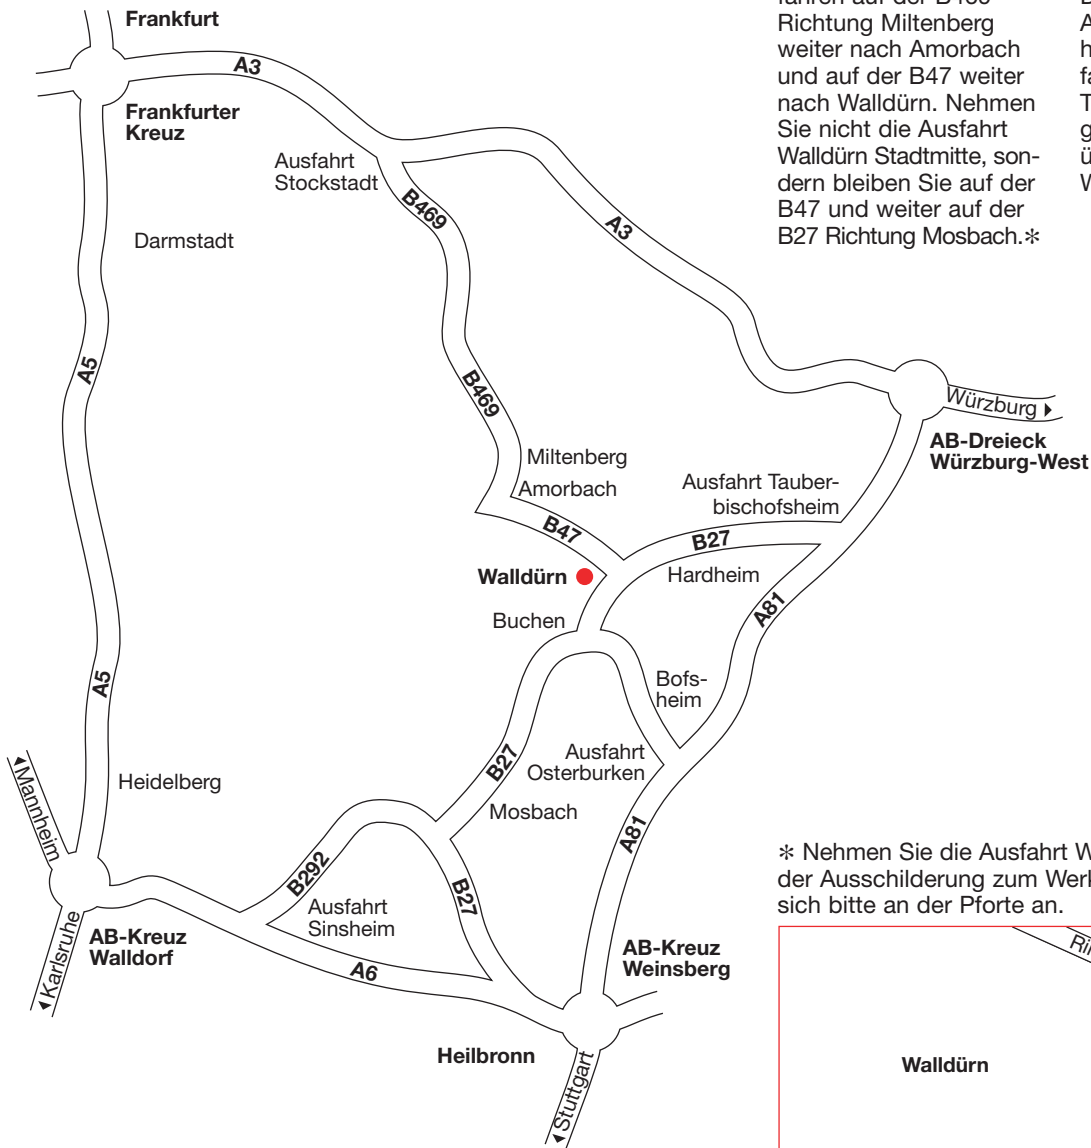 Frankfurt
A3
Frankfurter
Kreuz
Ausfahrt
Stockstadt
B469
Darmstadt
A3
A5
B469
Würzburg
AB-Dreieck
Würzburg-West
Miltenberg
Amorbach
Ausfahrt Tauber-
bischofsheim
B47
B27
Walldürn
Hardheim
Buchen
A81
Bofs-
heim
A5
Ausfahrt
Osterburken
B27
Mannheim
Heidelberg
Mosbach
A81
B292
B27
Ausfahrt
Sinsheim
Karlsruhe
AB-Kreuz
Walldorf
A6
AB-Kreuz
Weinsberg
Heilbronn
Stuttgart
fahren auf der B469
Richtung Miltenberg
weiter nach Amorbach
und auf der B47 weiter
nach Walldürn. Nehmen
Sie nicht die Ausfahrt
Walldürn Stadtmitte, son-
dern bleiben Sie auf der
B47 und weiter auf der
B27 Richtung Mosbach.*
* Nehmen Sie die Ausfahrt W
der Ausschilderung zum Werk
sich bitte an der Pforte an.
Walldürn